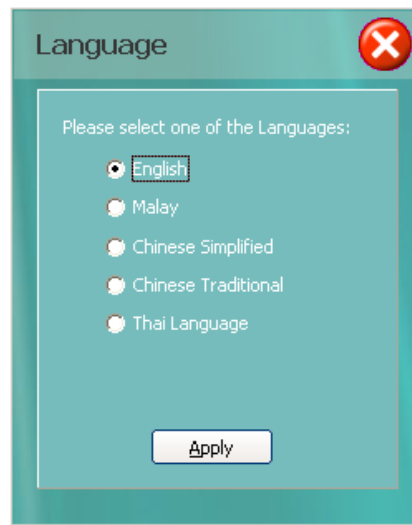 Language
Please select one of the Languages:
English
Malay
Chinese Simplified
Chinese Traditional
Thai Language
Apply